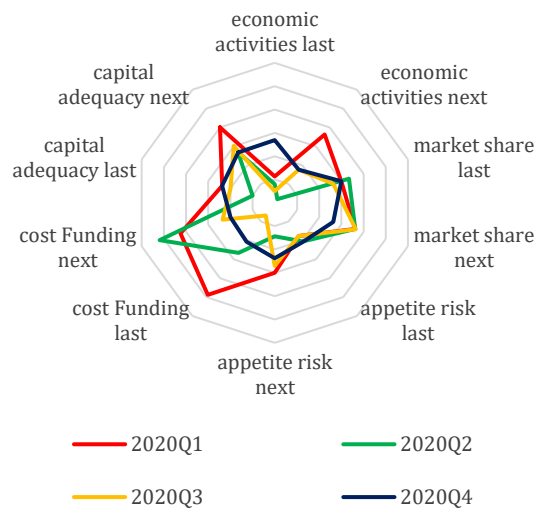 economic
activities last
economic
activities next
market share
last
market share
next
appetite risk
last
appetite risk
next
cost Funding
last
cost Funding
next
capital
adequacy last
capital
adequacy next
2020Q1
2020Q2
2020Q3
2020Q4